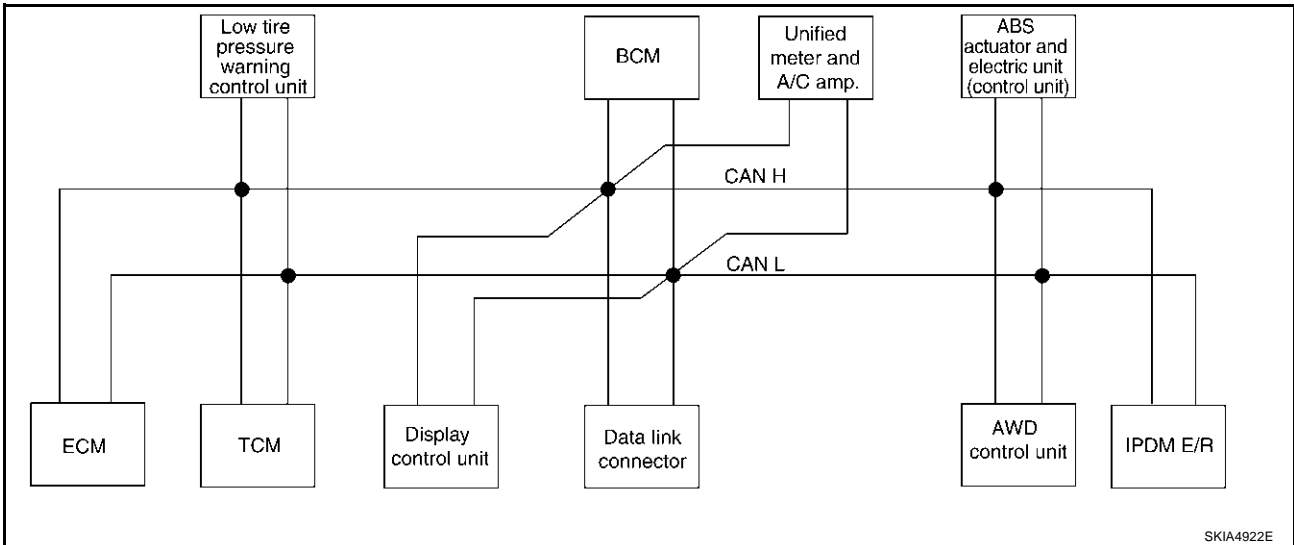 Low tire
pressure
warning
control unit
BCM
Unified
meter and
A/C amp.
ABS
actuator and
electric unit
(control unit)
CAN H
CAN L
ECM
TCM
Display
control unit
Data link
connector
AWD
control unit
IPDM E/R
SKIA4922E